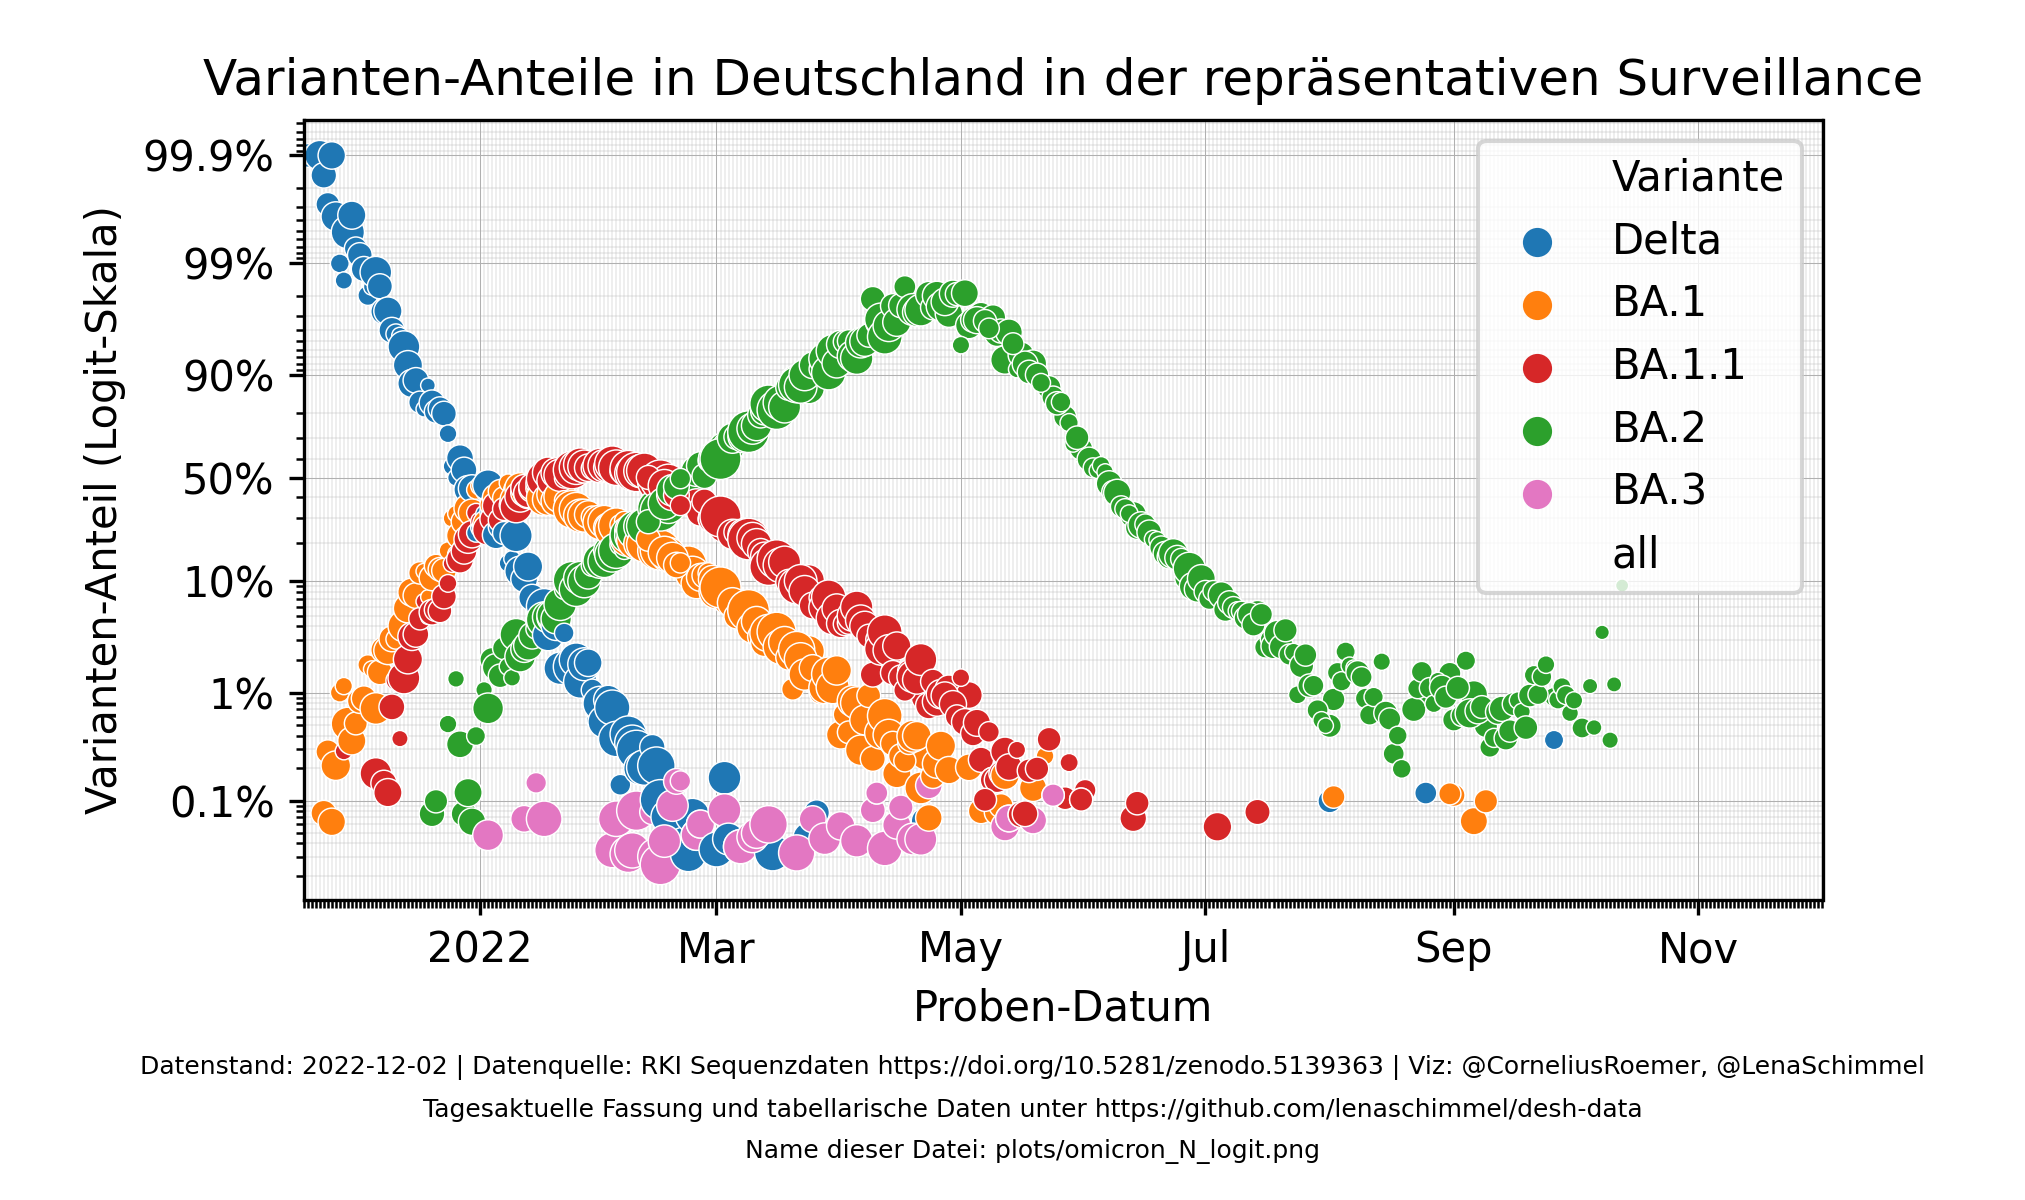 Varianten-Anteile in Deutschland in der repräsentativen Surveillance
Varianten-Anteil (Logit-Skala)
99.9%
99%
90%
50%
10%
1%
0.1%
Variante
Delta
BA.1
BA.1.1
BA.2
BA.3
all
2022
Mar
May
Jul
Sep
Nov
Proben-Datum
Datenstand: 2022-12-02 | Datenquelle: RKI Sequenzdaten https://doi.org/10.5281/zenodo.5139363 | Viz: @CorneliusRoemer, @LenaSchimmel
Tagesaktuelle Fassung und tabellarische Daten unter https://github.com/lenaschimmel/desh-data
Name dieser Datei: plots/omicron_N_logit.png